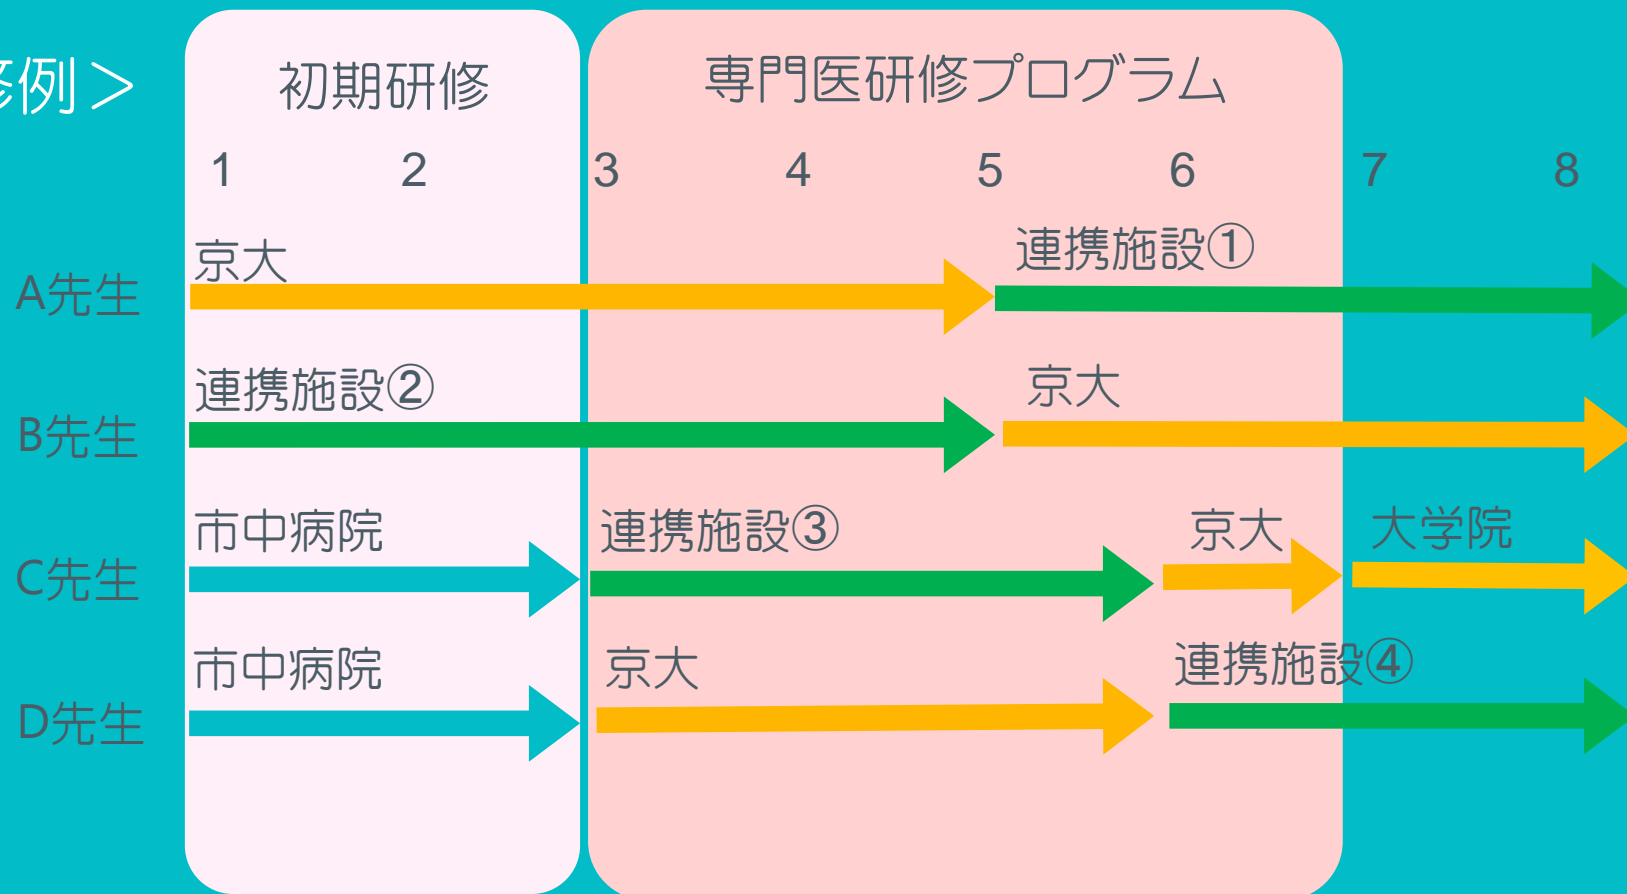 修例＞
初期研修
専門医研修プログラム
1 2 3 4 5 6 7 8
京大
連携施設①
A先生
連携施設②
京大
B先生
市中病院
連携施設③
京大
大学院
C先生
市中病院
京大
連携施設④
D先生